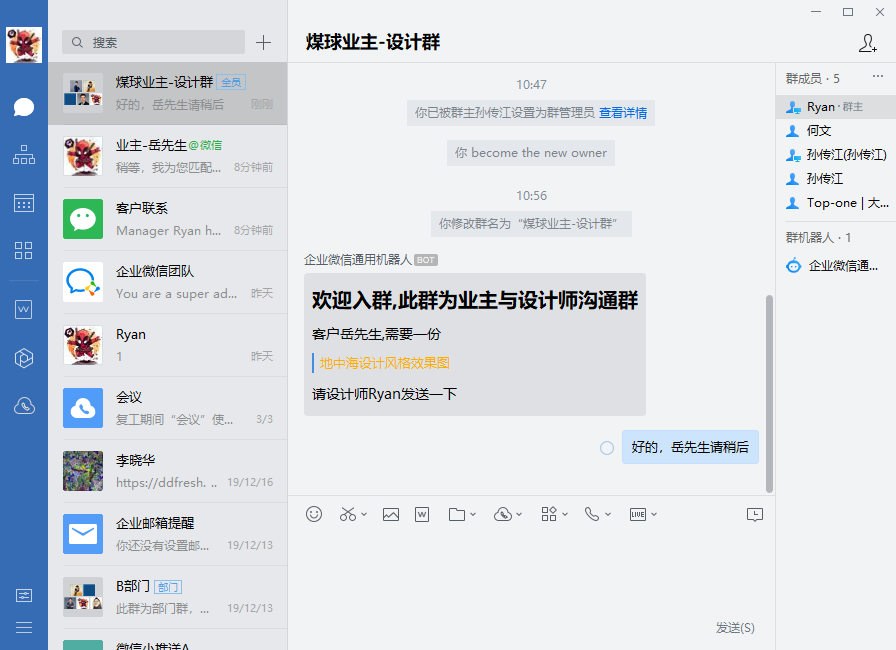 搜索
煤球业主-设计群 全员
好的，岳先生请稍后 刚刚
业主-岳先生@微信
稍等，我为您匹配... 8分钟前
客户联系
Manager Ryan h... 8分钟前
企业微信团队
You are a super ad... 昨天
Ryan
1 昨天
会议
复工期间“会议”使... 3/3
李晓华
https://ddfresh. .. 19/12/16
企业邮箱提醒
你还没有设置邮... 19/12/13
B部门 部门
此群为部门群，... 19/12/13
微信小推送A
煤球业主-设计群
10:47
你已被群主孙传江设置为群管理员 查看详情
你 become the new owner
10:56
你修改群名为“煤球业主-设计群”
企业微信通用机器人 BOT
欢迎入群,此群为业主与设计师沟通群
客户岳先生,需要一份
地中海设计风格效果图
请设计师Ryan发送一下
好的，岳先生请稍后
W
LIVE
发送(S)
群成员 · 5 ...
Ryan · 群主
何文
孙传江(孙传江)
孙传江
Top-one | 大...
群机器人 · 1
企业微信通...
W